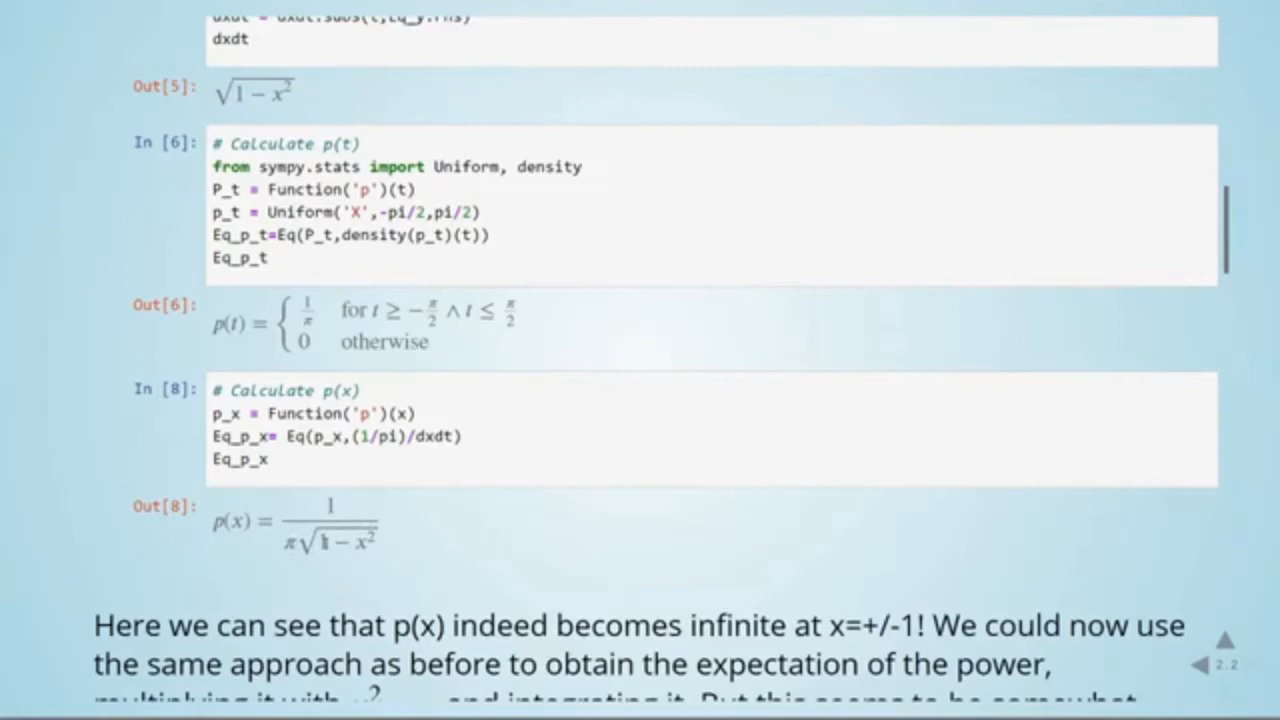 dxdt
Out[5]: √1 − x²
In [6]: # Calculate p(t)
from sympy.stats import Uniform, density
P_t = Function('p')(t)
p_t = Uniform('X',-pi/2,pi/2)
Eq_p_t=Eq(P_t,density(p_t)(t))
Eq_p_t
Out[6]: p(t) = { 1/π for t ≥ −π/2 ∧ t ≤ π/2
0 otherwise
In [8]: # Calculate p(x)
p_x = Function('p')(x)
Eq_p_x= Eq(p_x,(1/pi)/dxdt)
Eq_p_x
Out[8]: p(x) = 1/(π√1 − x²)
Here we can see that p(x) indeed becomes infinite at x=+/-1! We could now use
the same approach as before to obtain the expectation of the power,
2.2